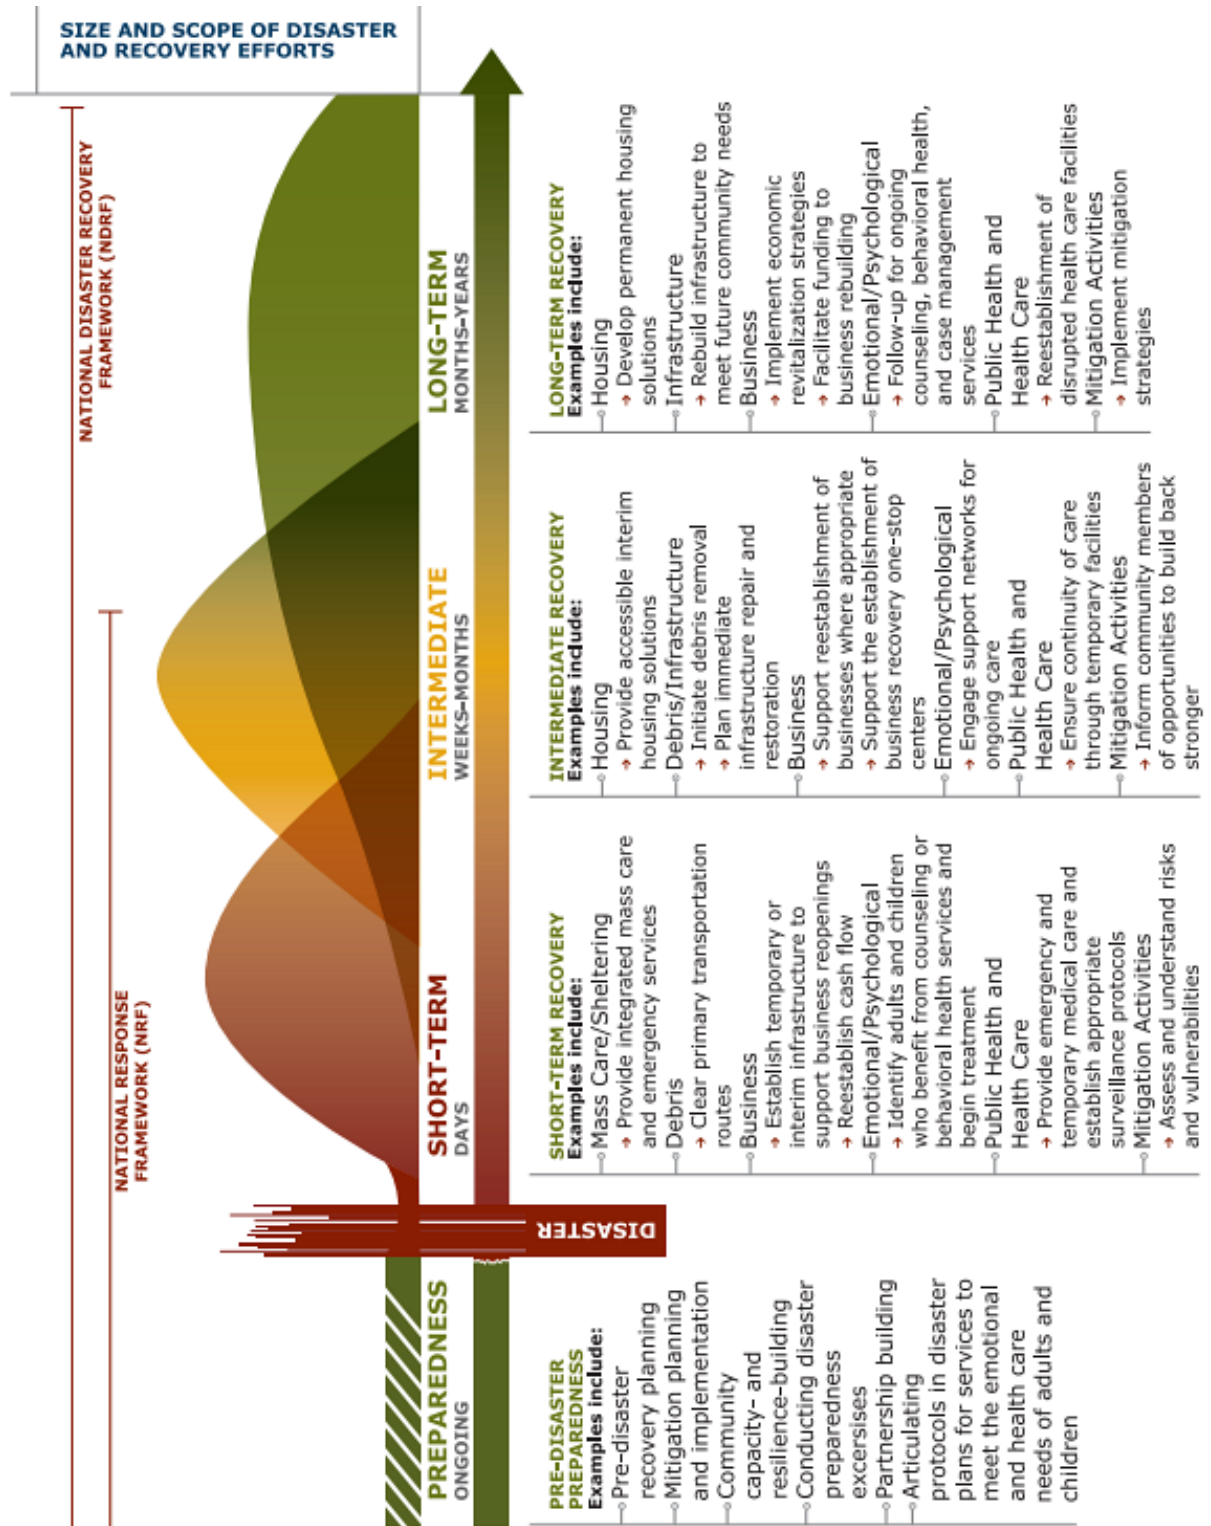 SIZE AND SCOPE OF DISASTER
AND RECOVERY EFFORTS
NATIONAL DISASTER RECOVERY
FRAMEWORK (NDRF)
NATIONAL RESPONSE
FRAMEWORK (NRF)
PREPAREDNESS
ONGOING
SHORT-TERM
DAYS
INTERMEDIATE
WEEKS-MONTHS
LONG-TERM
MONTHS-YEARS
DISASTER
PRE-DISASTER
PREPAREDNESS
Examples include:
Pre-disaster
recovery planning
Mitigation planning
and implementation
Community
capacity- and
resilience-building
Conducting disaster
preparedness
excersises
Partnership building
Articulating
protocols in disaster
plans for services to
meet the emotional
and health care
needs of adults and
children
SHORT-TERM RECOVERY
Examples include:
Mass Care/Sheltering
→ Provide integrated mass care
and emergency services
Debris
→ Clear primary transportation
routes
Business
→ Establish temporary or
interim infrastructure to
support business reopenings
→ Reestablish cash flow
Emotional/Psychological
→ Identify adults and children
who benefit from counseling or
behavioral health services and
begin treatment
Public Health and
Health Care
→ Provide emergency and
temporary medical care and
establish appropriate
surveillance protocols
Mitigation Activities
→ Assess and understand risks
and vulnerabilities
INTERMEDIATE RECOVERY
Examples include:
Housing
→ Provide accessible interim
housing solutions
Debris/Infrastructure
→ Initiate debris removal
→ Plan immediate
infrastructure repair and
restoration
Business
→ Support reestablishment of
businesses where appropriate
→ Support the establishment of
business recovery one-stop
centers
Emotional/Psychological
→ Engage support networks for
ongoing care
Public Health and
Health Care
→ Ensure continuity of care
through temporary facilities
Mitigation Activities
→ Inform community members
of opportunities to build back
stronger
LONG-TERM RECOVERY
Examples include:
Housing
→ Develop permanent housing
solutions
Infrastructure
→ Rebuild infrastructure to
meet future community needs
Business
→ Implement economic
revitalization strategies
→ Facilitate funding to
business rebuilding
Emotional/Psychological
→ Follow-up for ongoing
counseling, behavioral health,
and case management
services
Public Health and
Health Care
→ Reestablishment of
disrupted health care facilities
Mitigation Activities
→ Implement mitigation
strategies